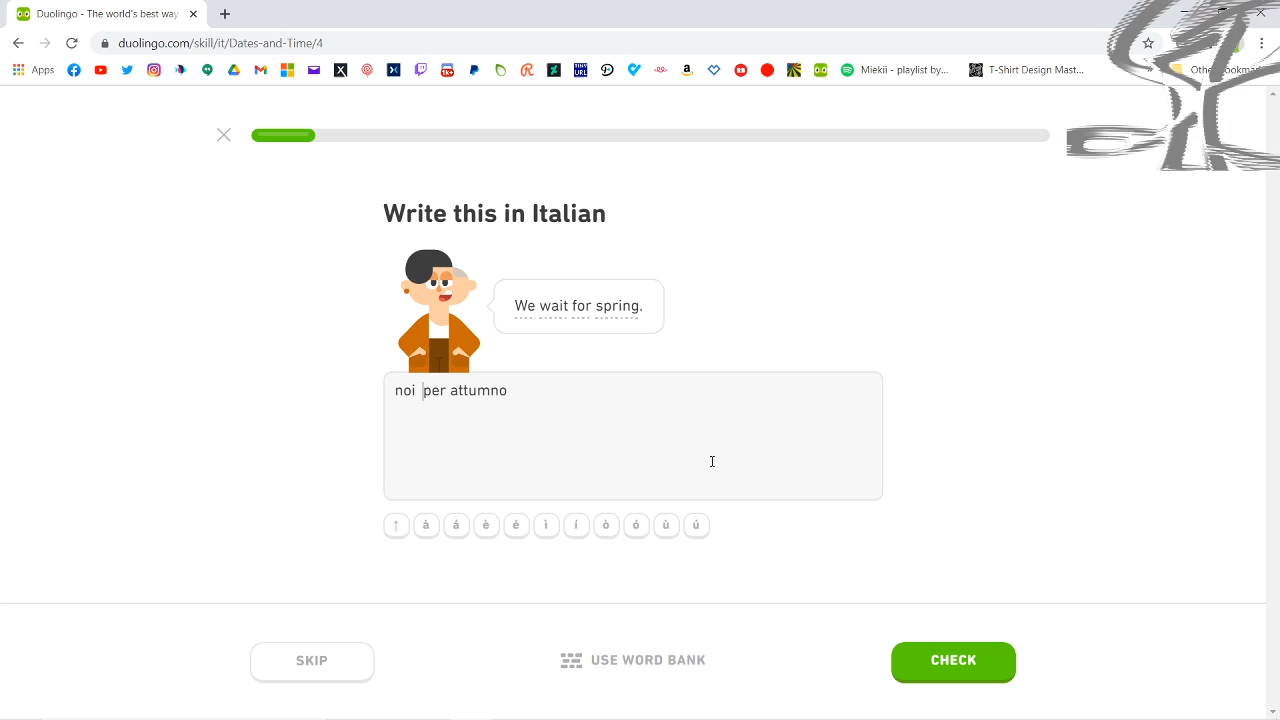 Duolingo - The world's best way
duolingo.com/skill/it/Dates-and-Time/4
Apps
Miekii - playlist by...
T-Shirt Design Mast...
»
Write this in Italian
We wait for spring.
noi per attumno
↑ à á è é ì í ò ó ù ú
SKIP
USE WORD BANK
CHECK